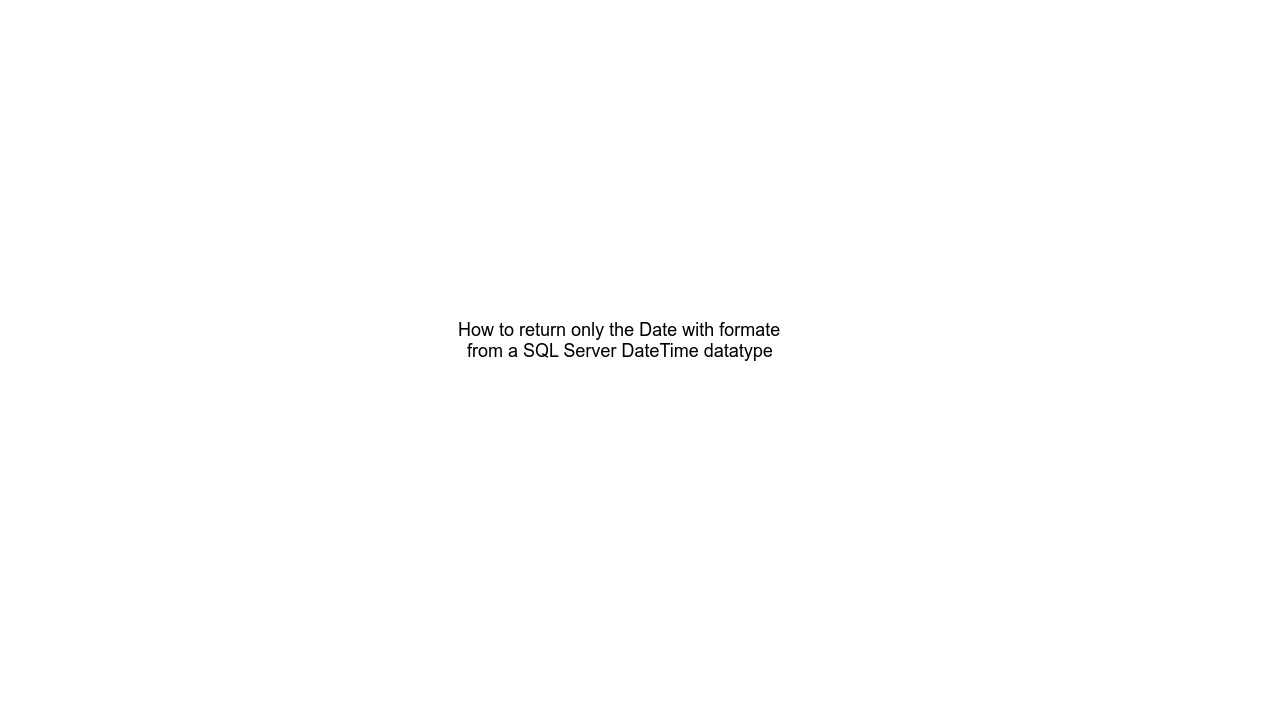 How to return only the Date with formate
from a SQL Server DateTime datatype